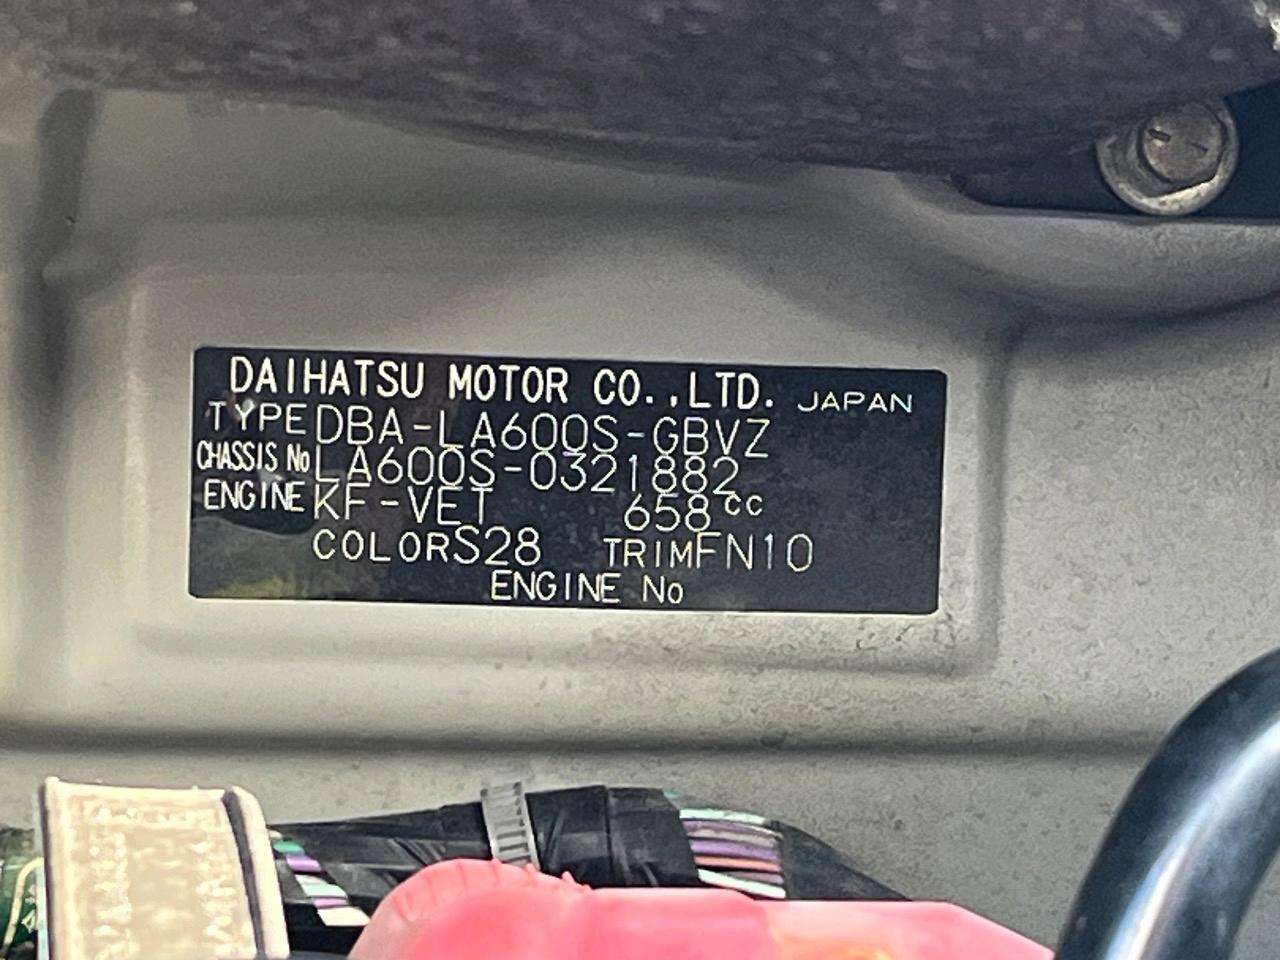 DAIHATSU MOTOR CO.,LTD. JAPAN
TYPE DBA-LA600S-GBVZ
CHASSIS No LA600S-0321882
ENGINE KF-VET 658cc
COLOR S28 TRIM FN10
ENGINE No